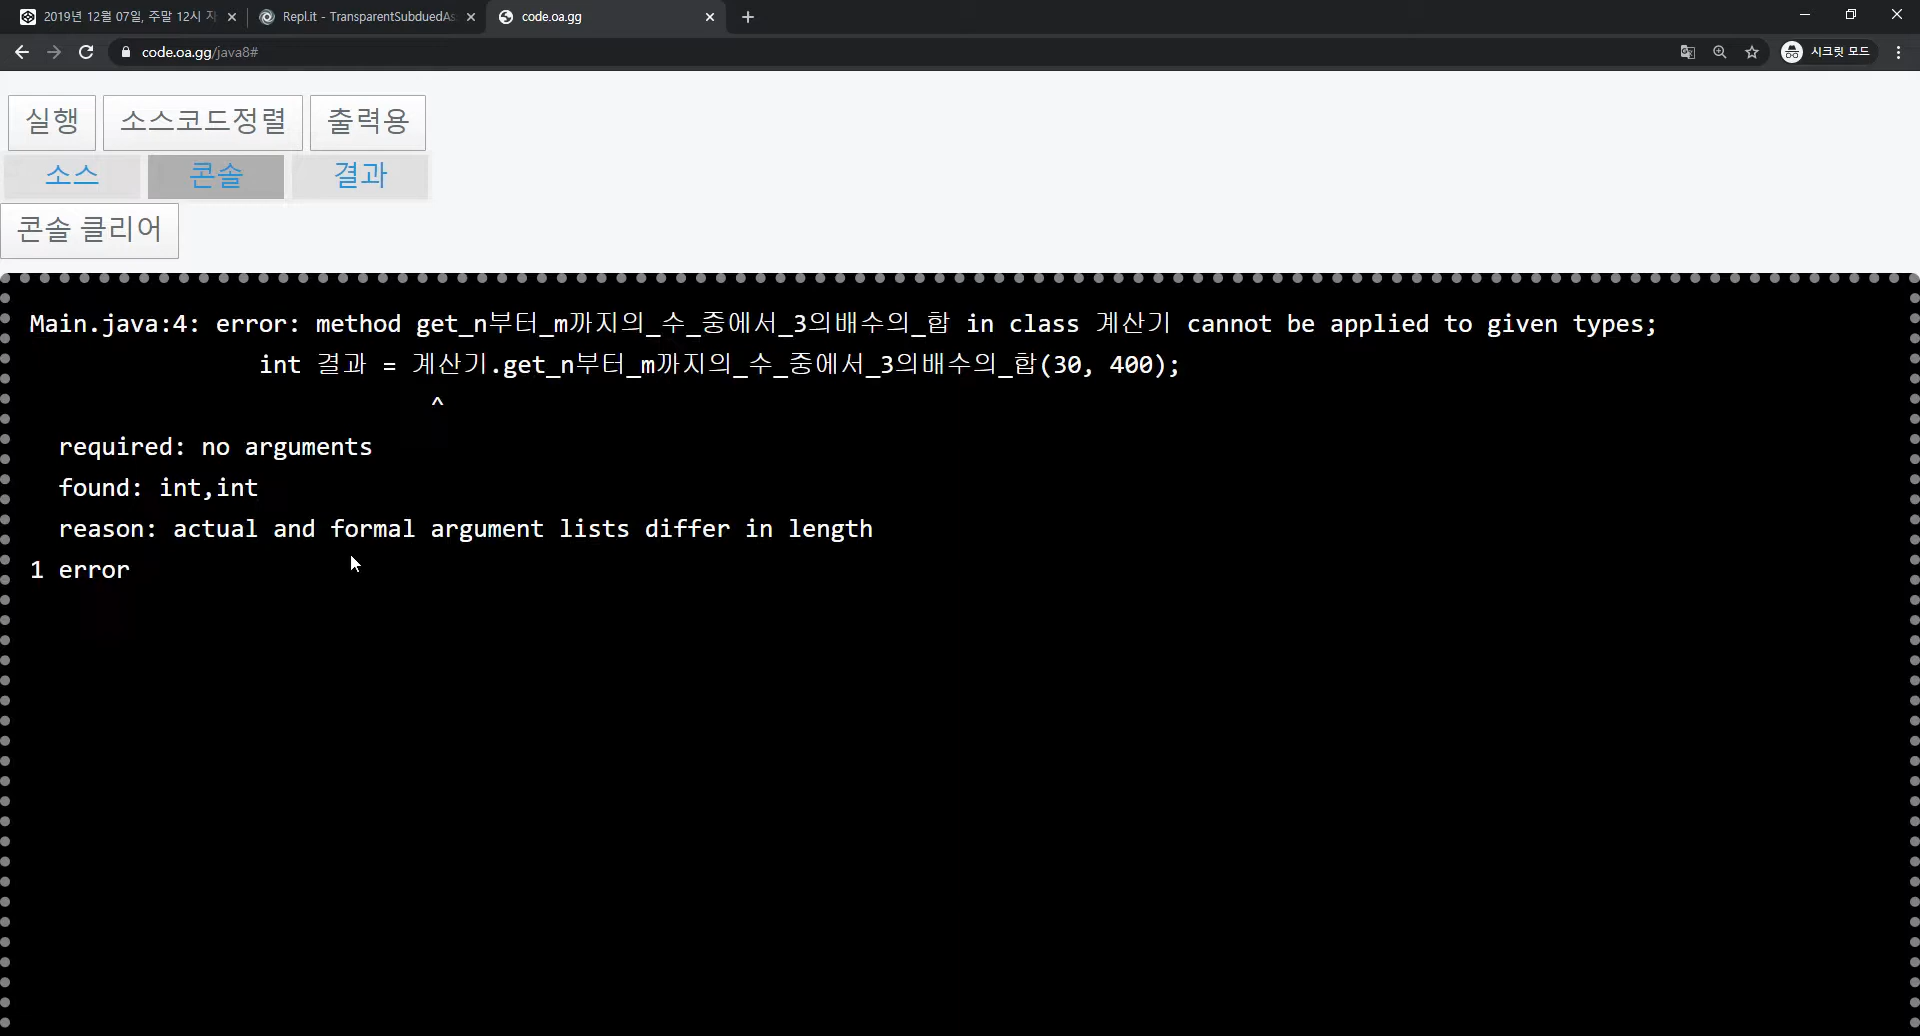 2019년 12월 07일, 주말 12시 지
Repl.it - TransparentSubduedAs
code.oa.gg
code.oa.gg/java8#
시크릿 모드
실행 소스코드정렬 출력용
소스 콘솔 결과
콘솔 클리어
Main.java:4: error: method get_n부터_m까지의_수_중에서_3의배수의_합 in class 계산기 cannot be applied to given types;
int 결과 = 계산기.get_n부터_m까지의_수_중에서_3의배수의_합(30, 400);
^
required: no arguments
found: int,int
reason: actual and formal argument lists differ in length
1 error